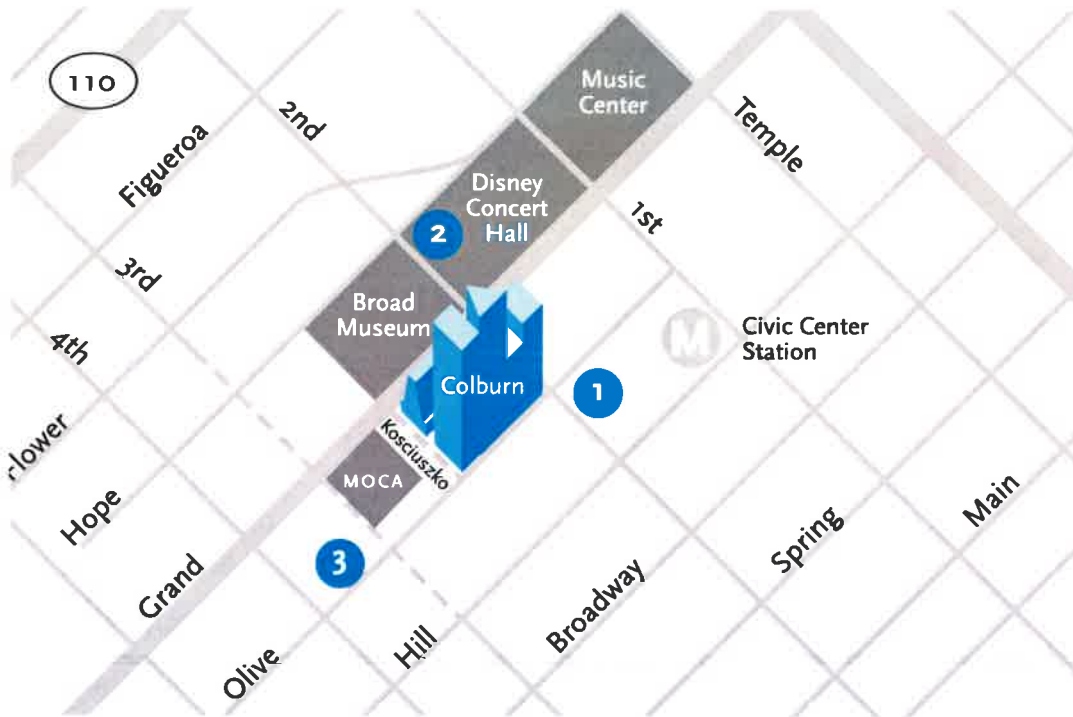 110
Music
Center
Temple
2nd
Figueroa
Disney
Concert
Hall
1st
2
3rd
Broad
Museum
M
Civic Center
Station
4th
Colburn
1
Kosciuszko
MOCA
lower
Hope
3
Grand
Olive
Hill
Broadway
Spring
Main